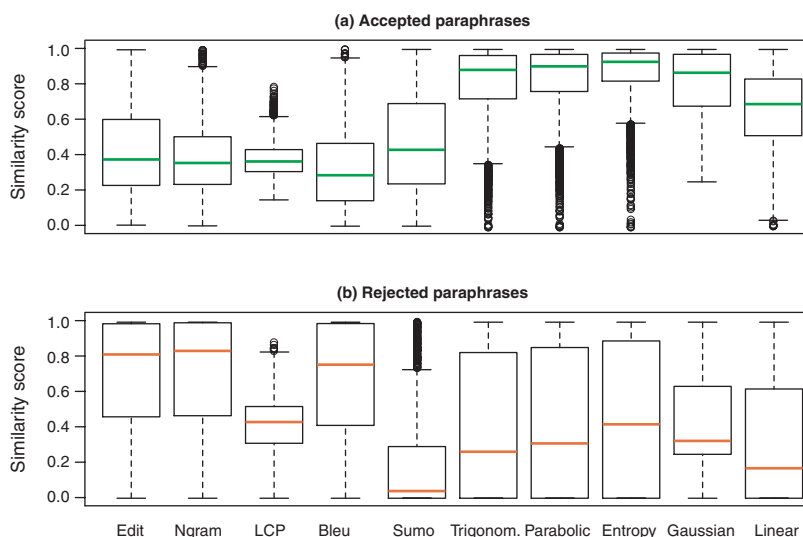 (a) Accepted paraphrases
Similarity score
1.0
0.8
0.6
0.4
0.2
0.0
(b) Rejected paraphrases
Similarity score
1.0
0.8
0.6
0.4
0.2
0.0
Edit Ngram LCP Bleu Sumo Trigonom. Parabolic Entropy Gaussian Linear